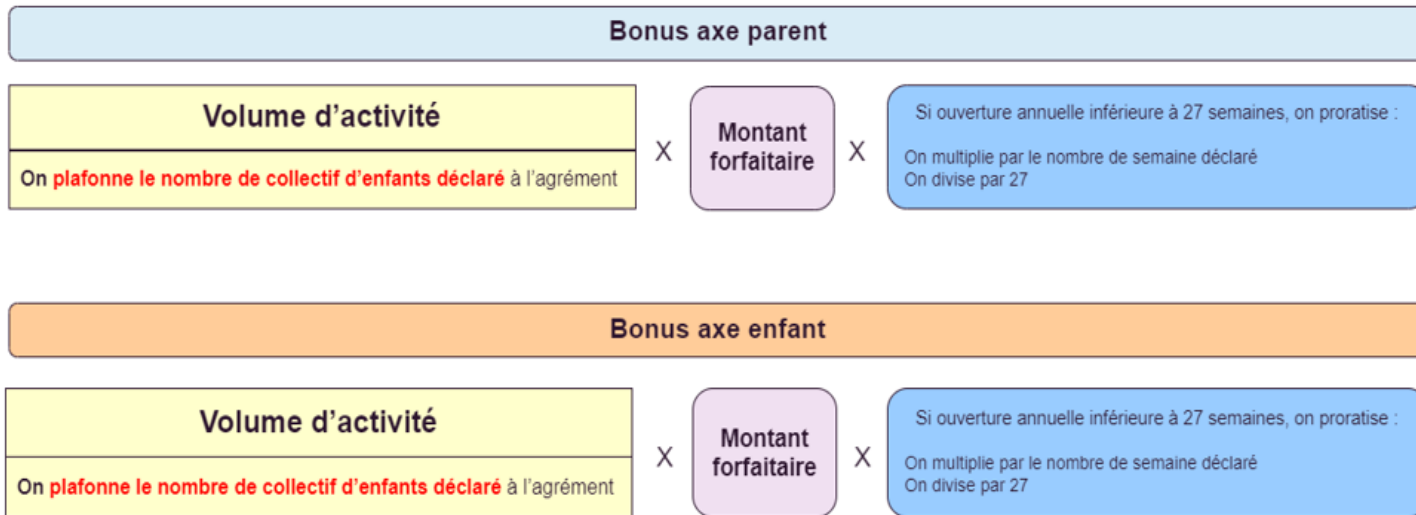 Bonus axe parent
Volume d’activité
On plafonne le nombre de collectif d’enfants déclaré à l’agrément
X
Montant
forfaitaire
X
Si ouverture annuelle inférieure à 27 semaines, on proratise :
On multiplie par le nombre de semaine déclaré
On divise par 27
Bonus axe enfant
Volume d’activité
On plafonne le nombre de collectif d’enfants déclaré à l’agrément
X
Montant
forfaitaire
X
Si ouverture annuelle inférieure à 27 semaines, on proratise :
On multiplie par le nombre de semaine déclaré
On divise par 27